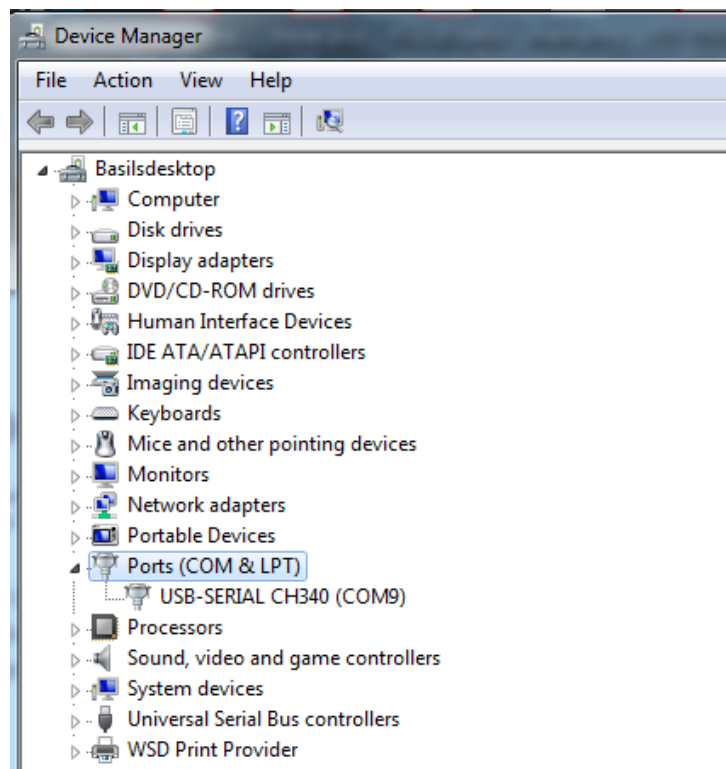 Device Manager
File Action View Help
Basilsdesktop
Computer
Disk drives
Display adapters
DVD/CD-ROM drives
Human Interface Devices
IDE ATA/ATAPI controllers
Imaging devices
Keyboards
Mice and other pointing devices
Monitors
Network adapters
Portable Devices
Ports (COM & LPT)
USB-SERIAL CH340 (COM9)
Processors
Sound, video and game controllers
System devices
Universal Serial Bus controllers
WSD Print Provider